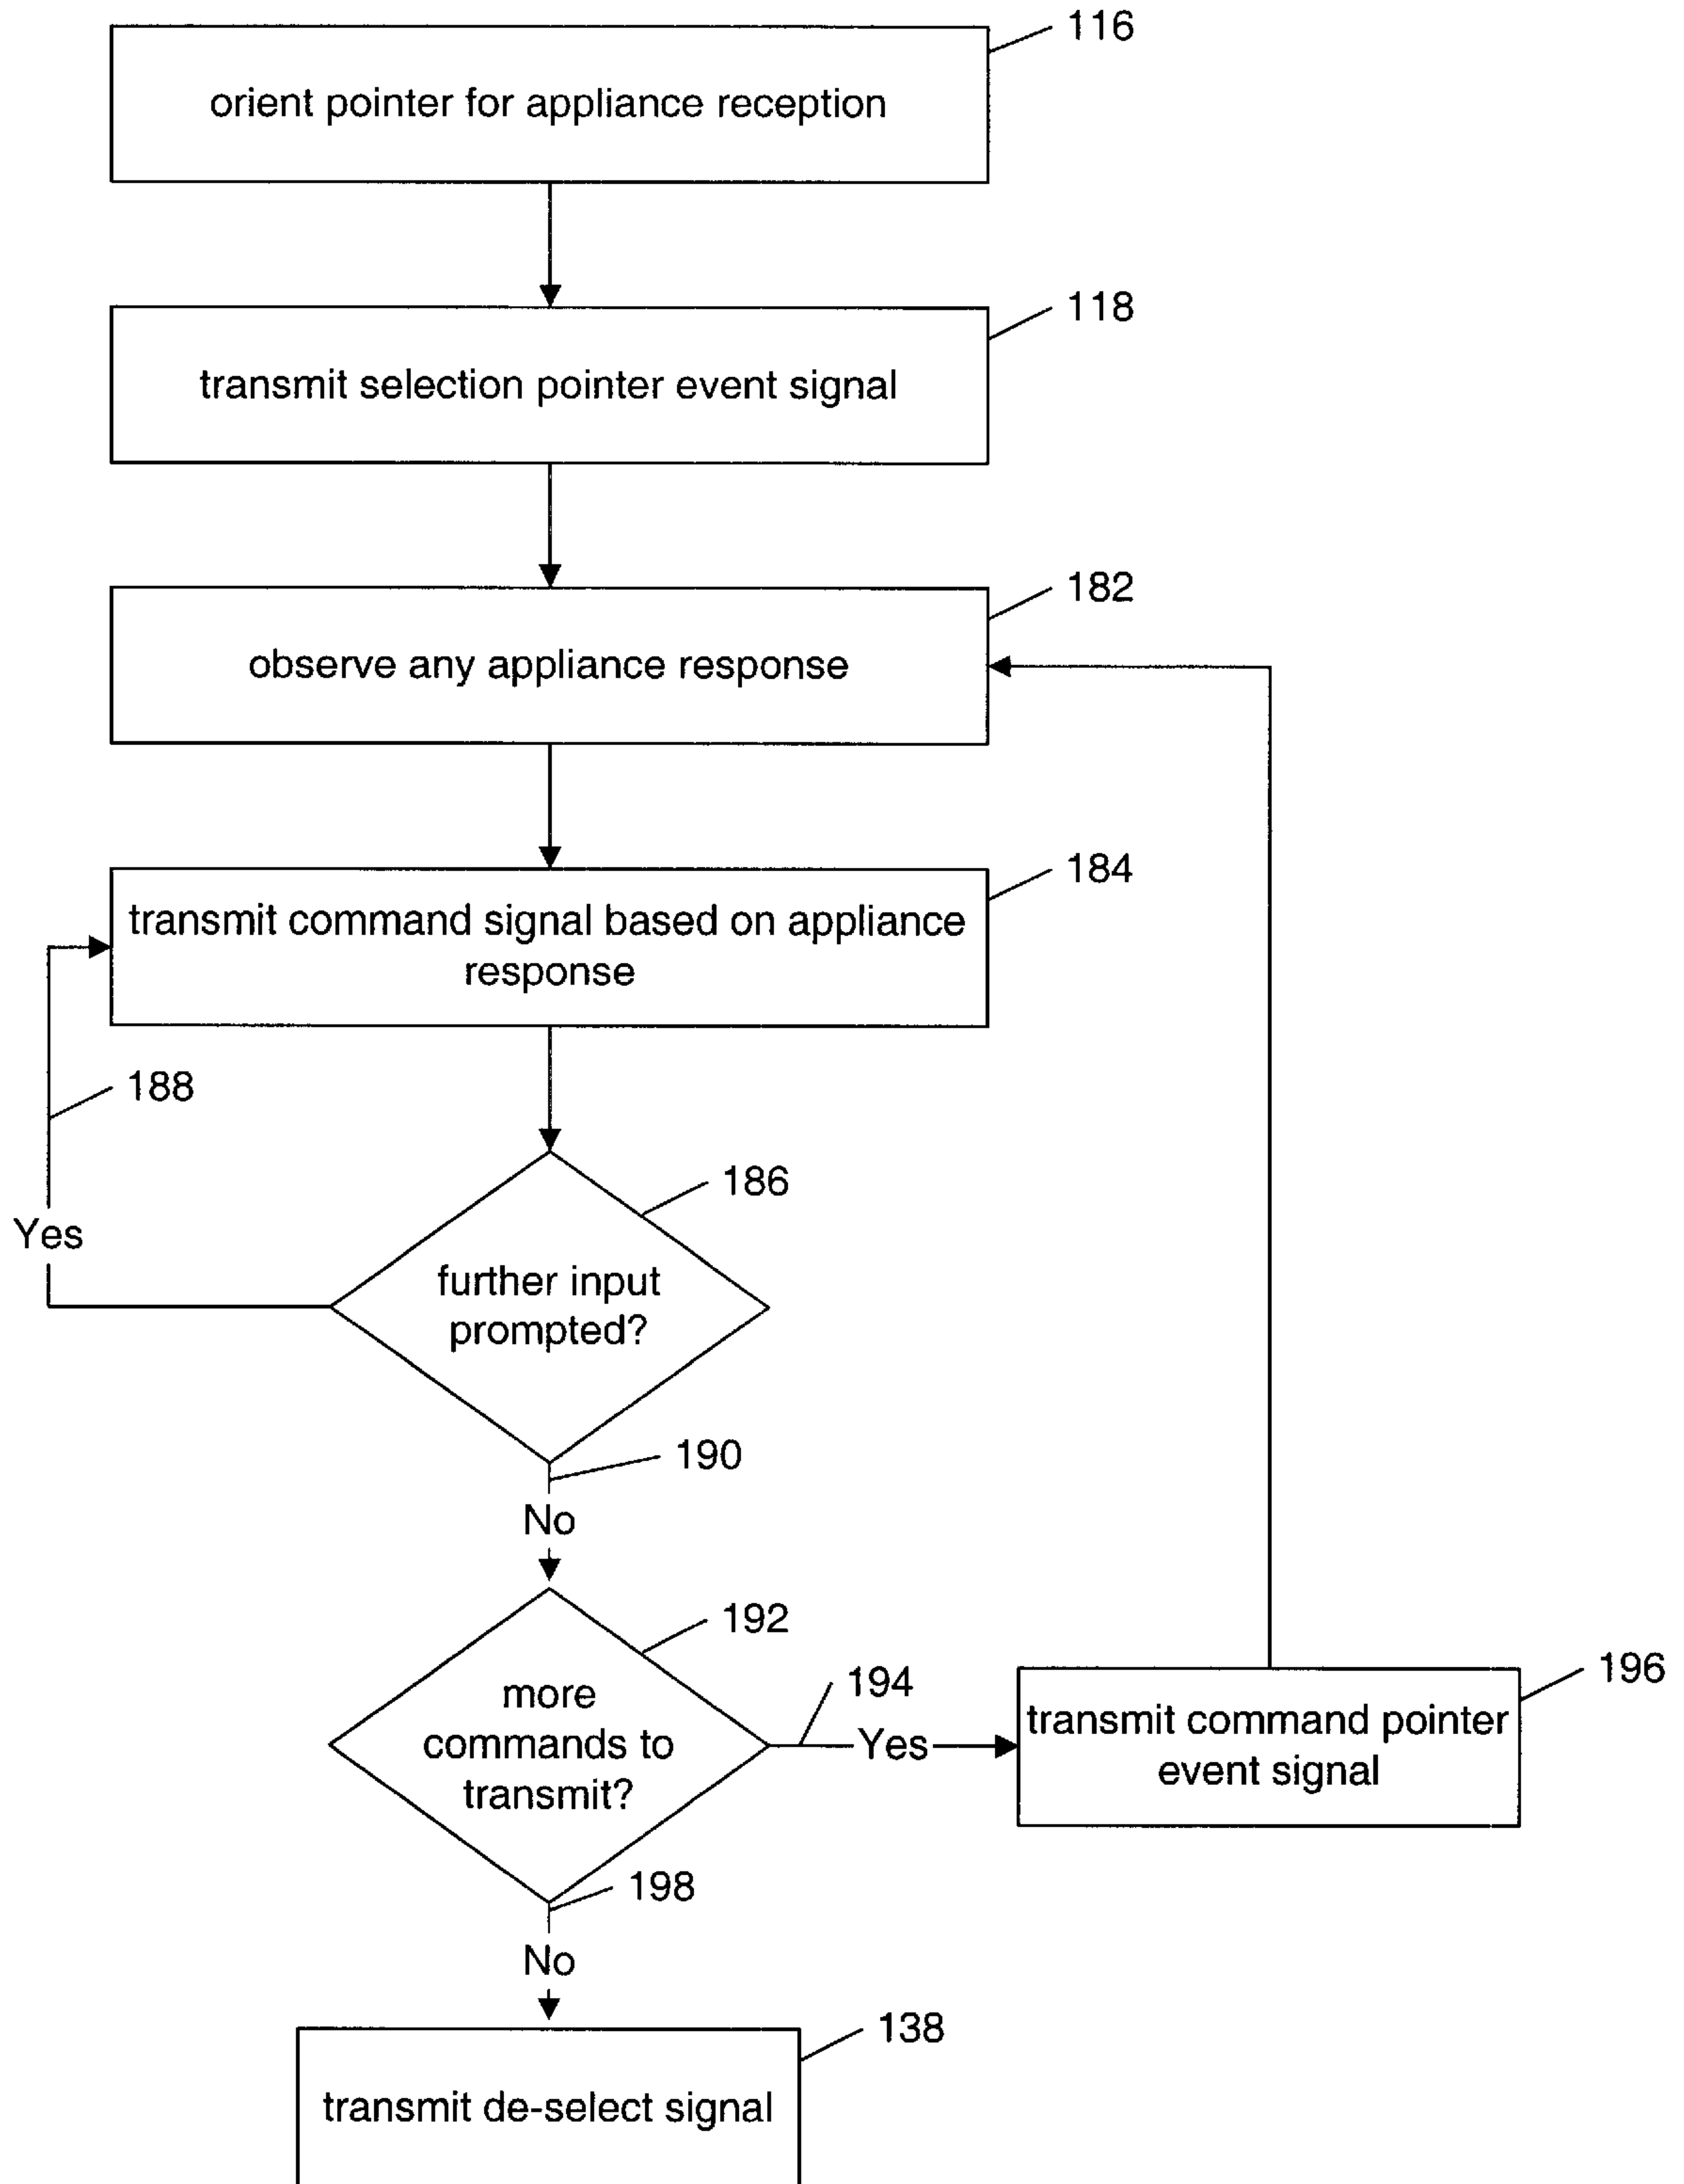 116
orient pointer for appliance reception
118
transmit selection pointer event signal
182
observe any appliance response
184
transmit command signal based on appliance
response
188
186
Yes
further input
prompted?
190
No
192
194
196
more
commands to
transmit?
Yes
transmit command pointer
event signal
198
No
138
transmit de-select signal